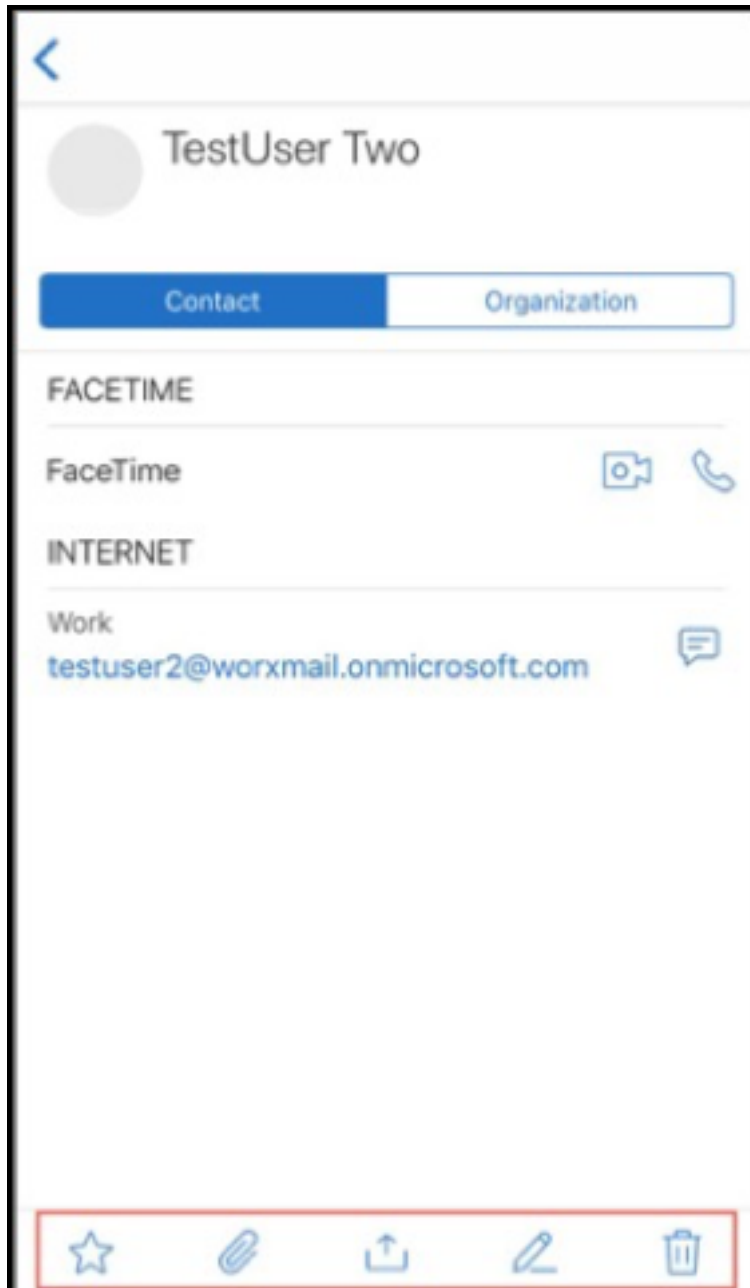 TestUser Two
Contact
Organization
FACETIME
FaceTime
INTERNET
Work
testuser2@worxmail.onmicrosoft.com